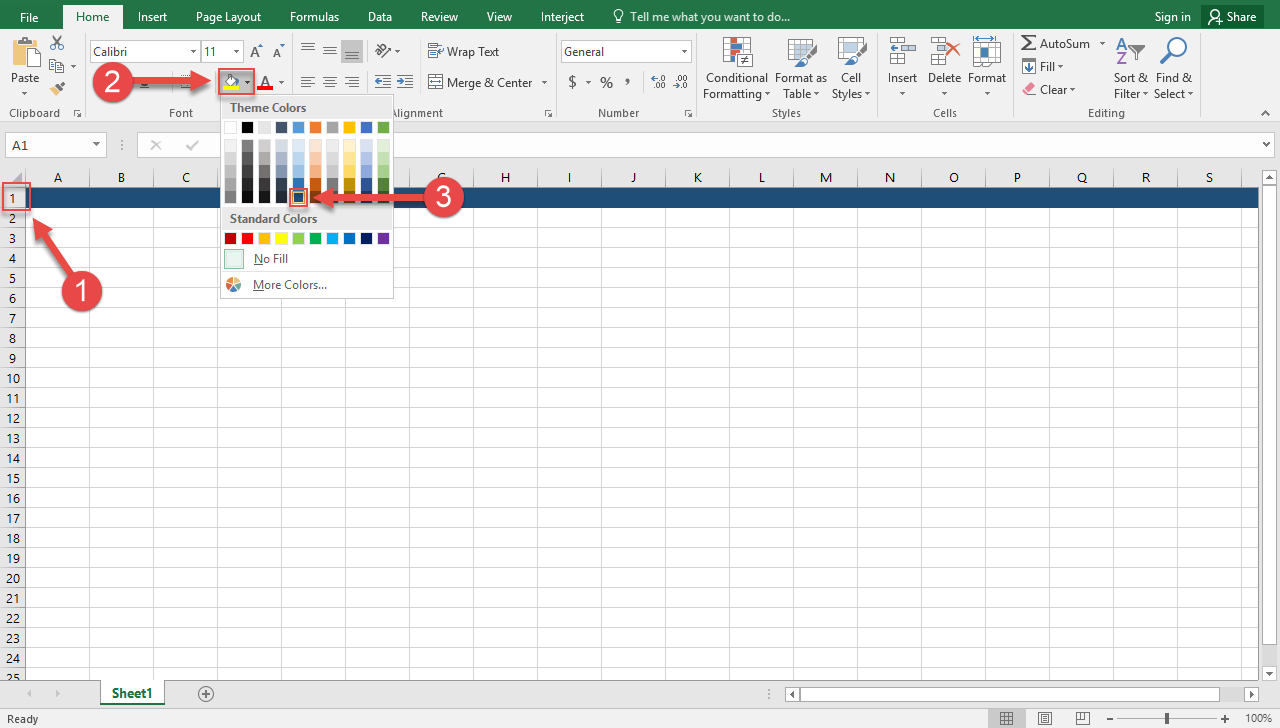 File Home Insert Page Layout Formulas Data Review View Interject Tell me what you want to do... Sign in Share
Calibri 11 Wrap Text General AutoSum
Paste Merge & Center $ % , Conditional Formatting Cell Styles Insert Format Fill Sort & Filter Find & Select
Clear
Clipboard Font Alignment Number Styles Cells Editing
2
Theme Colors
A1
A B C G H I J K L M N O P Q R S
1
3
Standard Colors
2
3
No Fill
4
More Colors...
5
1
6
7
8
9
10
11
12
13
14
15
16
17
18
19
20
21
22
23
24
25
Sheet1
Ready 100%